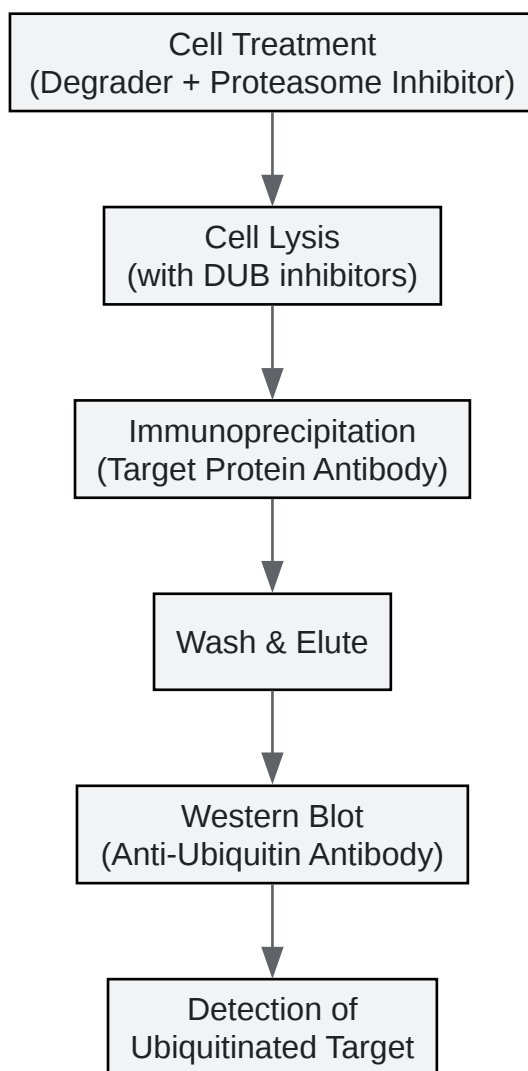 Cell Treatment
(Degrader + Proteasome Inhibitor)
Cell Lysis
(with DUB inhibitors)
Immunoprecipitation
(Target Protein Antibody)
Wash & Elute
Western Blot
(Anti-Ubiquitin Antibody)
Detection of
Ubiquitinated Target